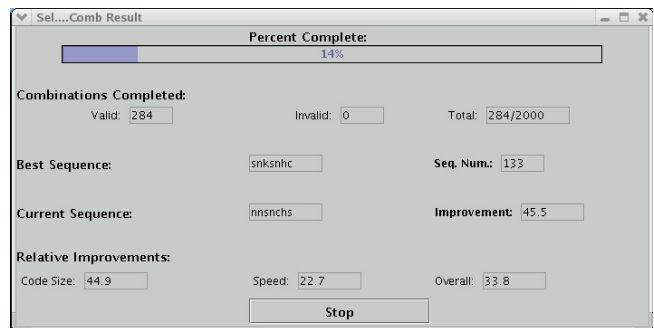 Sel....Comb Result
Percent Complete:
14%
Combinations Completed:
Valid: 284 Invalid: 0 Total: 284/2000
Best Sequence: snksnhc Seq. Num.: 133
Current Sequence: nnsnchs Improvement: 45.5
Relative Improvements:
Code Size: 44.9 Speed: 22.7 Overall: 33.8
Stop